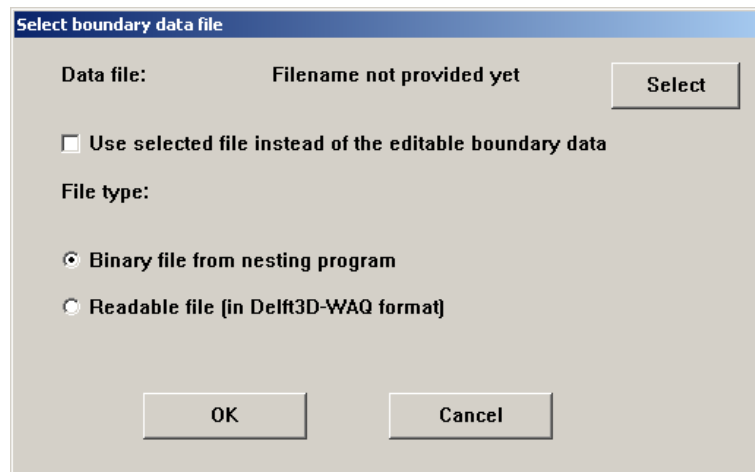 Select boundary data file
Data file: Filename not provided yet Select
Use selected file instead of the editable boundary data
File type:
Binary file from nesting program
Readable file (in Delft3D-WAQ format)
OK Cancel